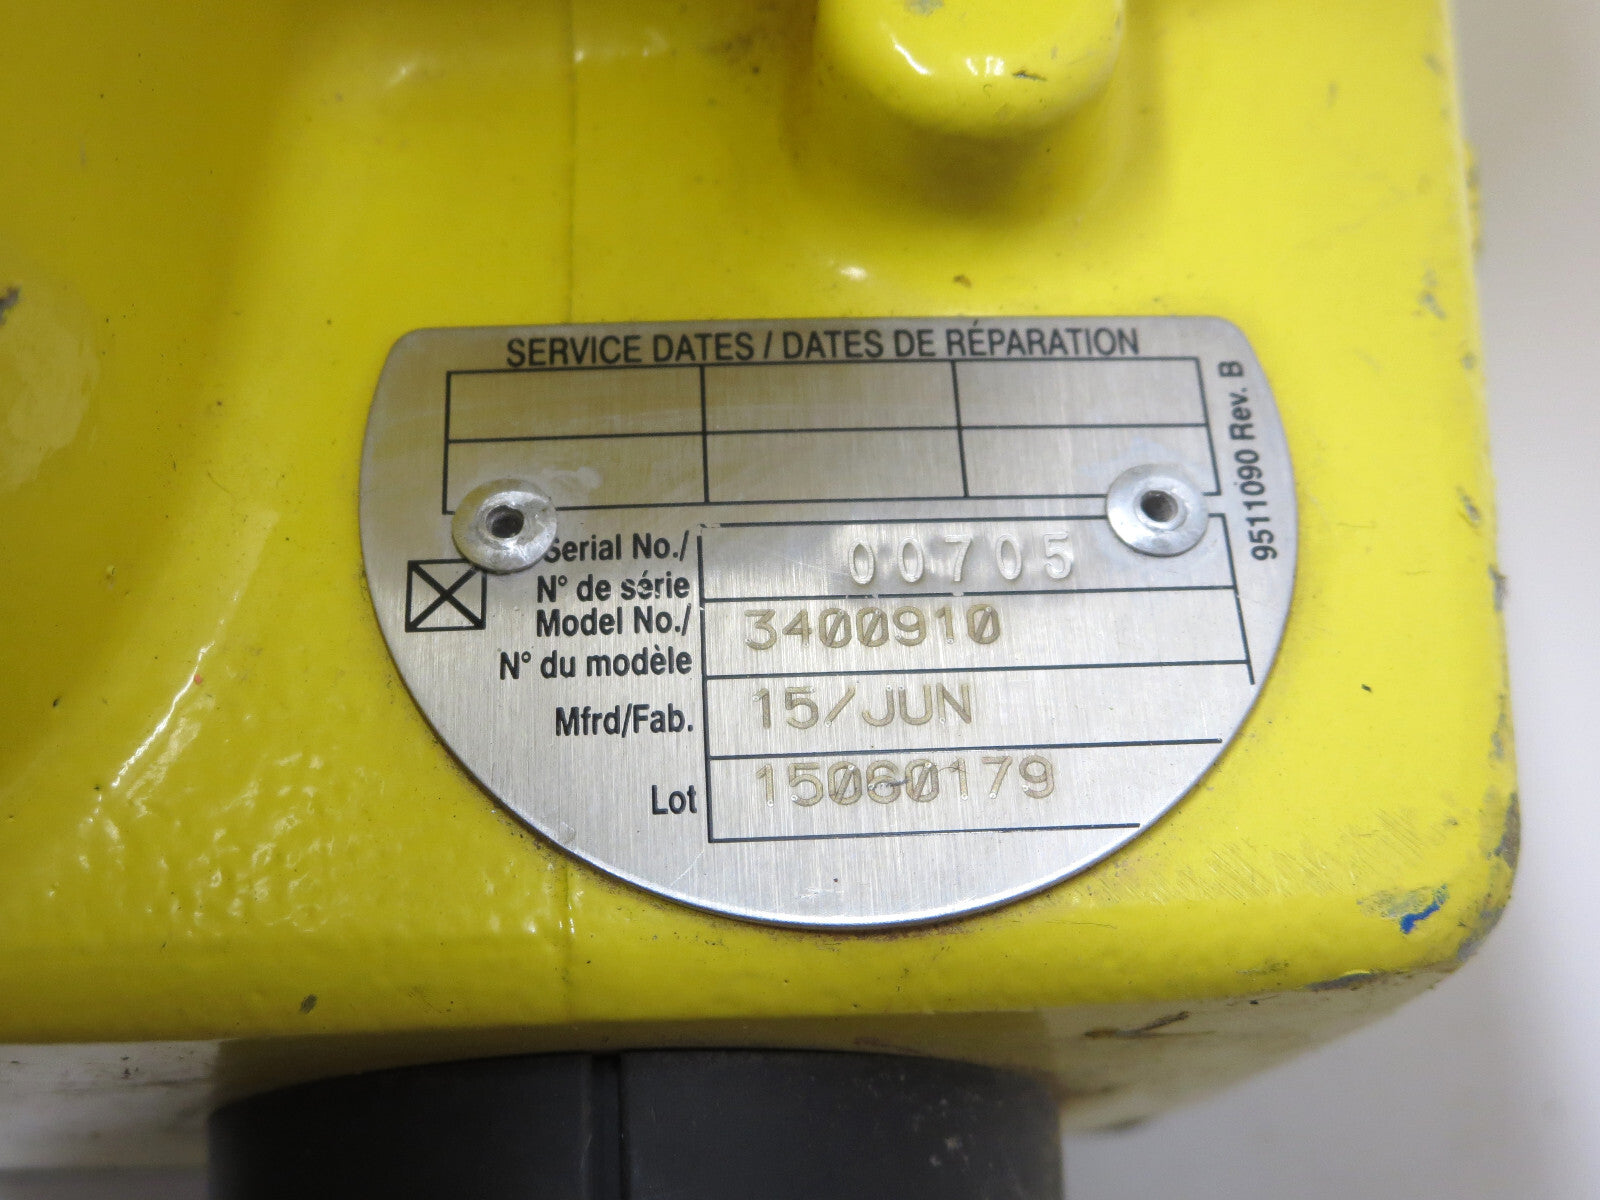 SERVICE DATES / DATES DE RÉPARATION
9511090 Rev. B
Serial No./
N° de série
00705
Model No./
N° du modèle
3400910
Mfrd/Fab.
15/JUN
Lot
15060179